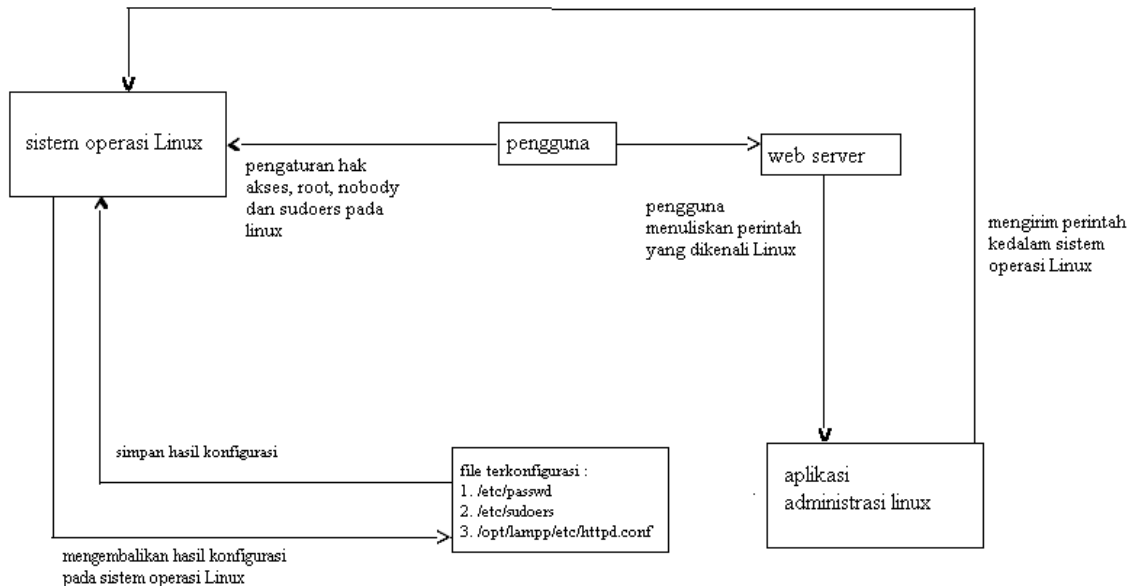 sistem operasi Linux
pengguna
web server
pengaturan hak
akses, root, nobody
dan sudoers pada
linux
pengguna
menuliskan perintah
yang dikenali Linux
mengirim perintah
kedalam sistem
operasi Linux
simpan hasil konfigurasi
file terkonfigurasi :
1. /etc/passwd
2. /etc/sudoers
3. /opt/lampp/etc/httpd.conf
aplikasi
administrasi linux
mengembalikan hasil konfigurasi
pada sistem operasi Linux